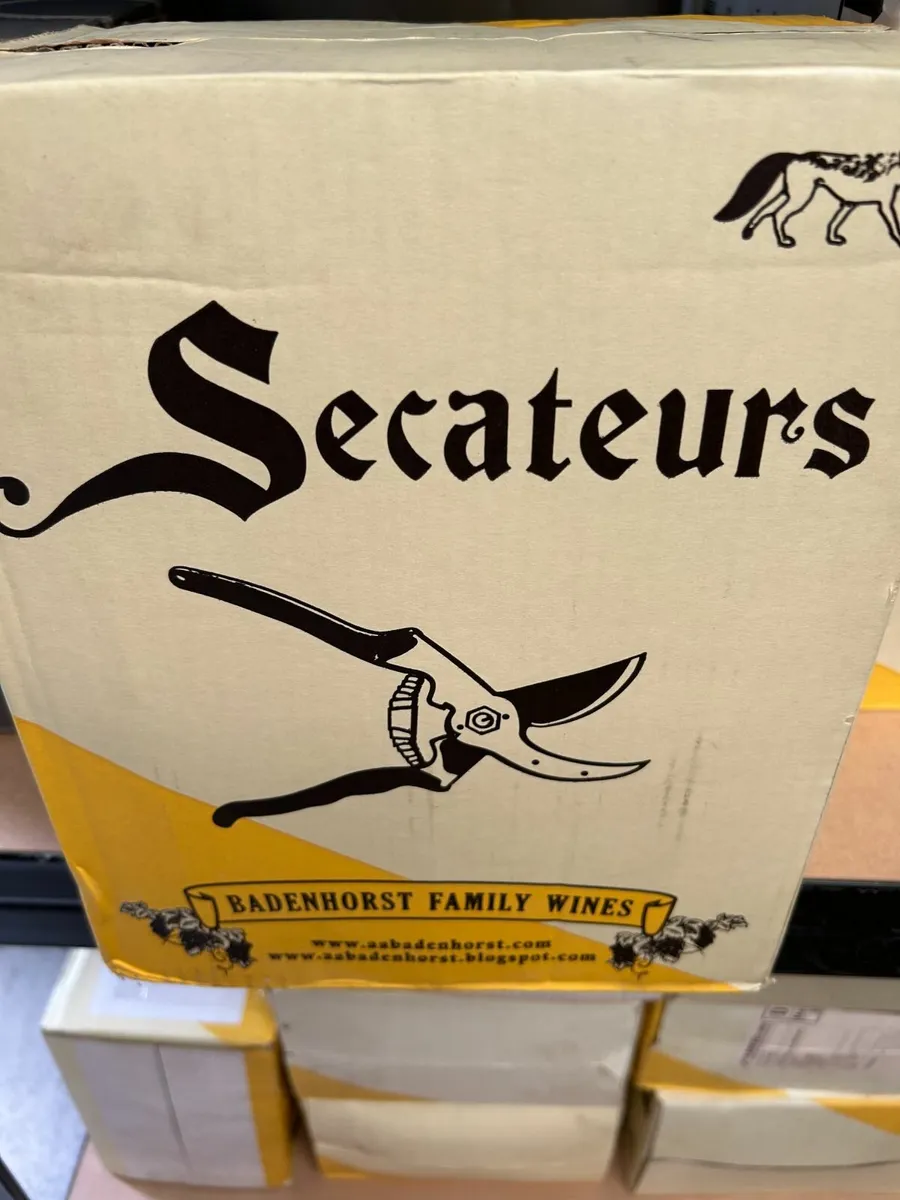 Secateurs
BADENHORST FAMILY WINES
www.aabadenhorst.com
www.aabadenhorst.blogspot.com